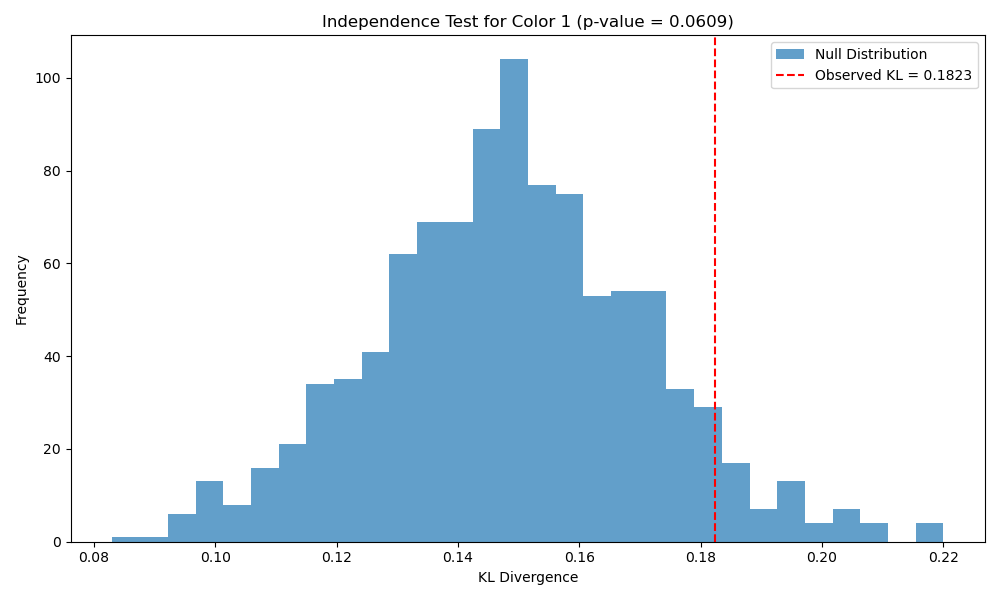 Independence Test for Color 1 (p-value = 0.0609)
Null Distribution
Observed KL = 0.1823
Frequency
100
80
60
40
20
0
0.08 0.10 0.12 0.14 0.16 0.18 0.20 0.22
KL Divergence